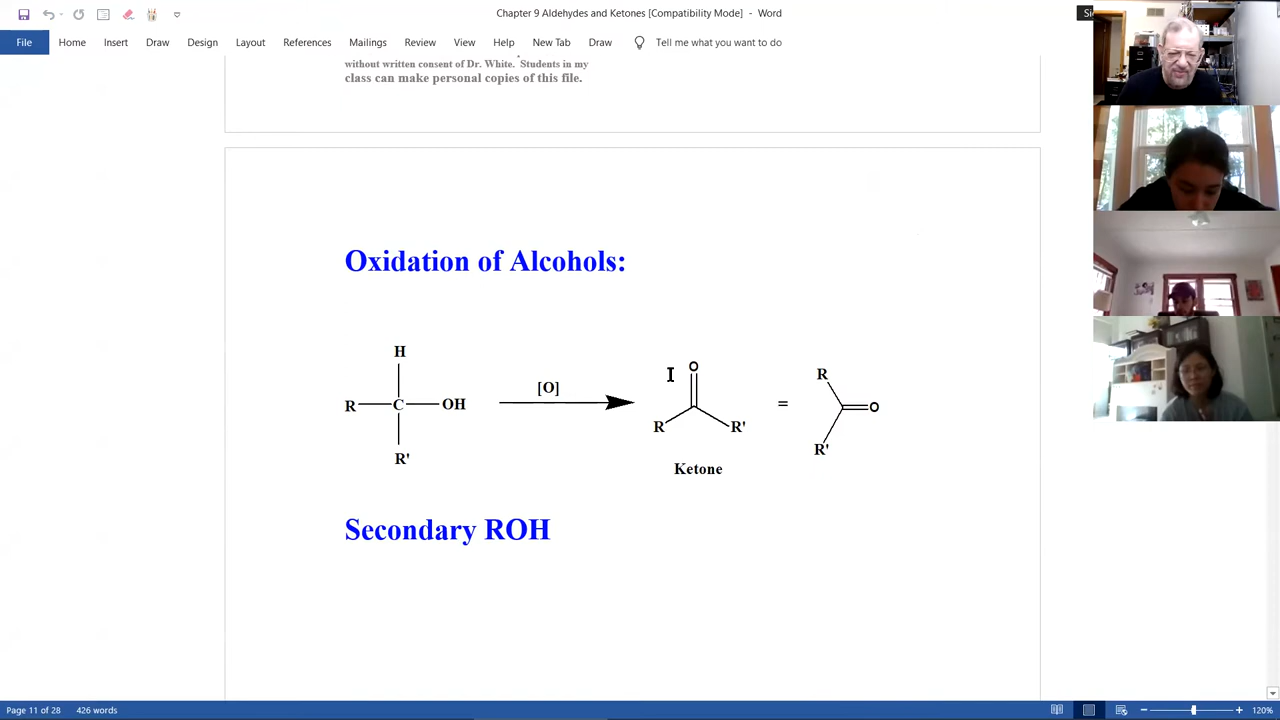 Chapter 9 Aldehydes and Ketones [Compatibility Mode] - Word
File Home Insert Draw Design Layout References Mailings Review View Help New Tab Draw Tell me what you want to do
without written consent of Dr. White. Students in my
class can make personal copies of this file.
Oxidation of Alcohols:
H
R C OH
R'
[O]
O
R R'
Ketone
=
R
O
R'
Secondary ROH
Page 11 of 28 426 words
120%